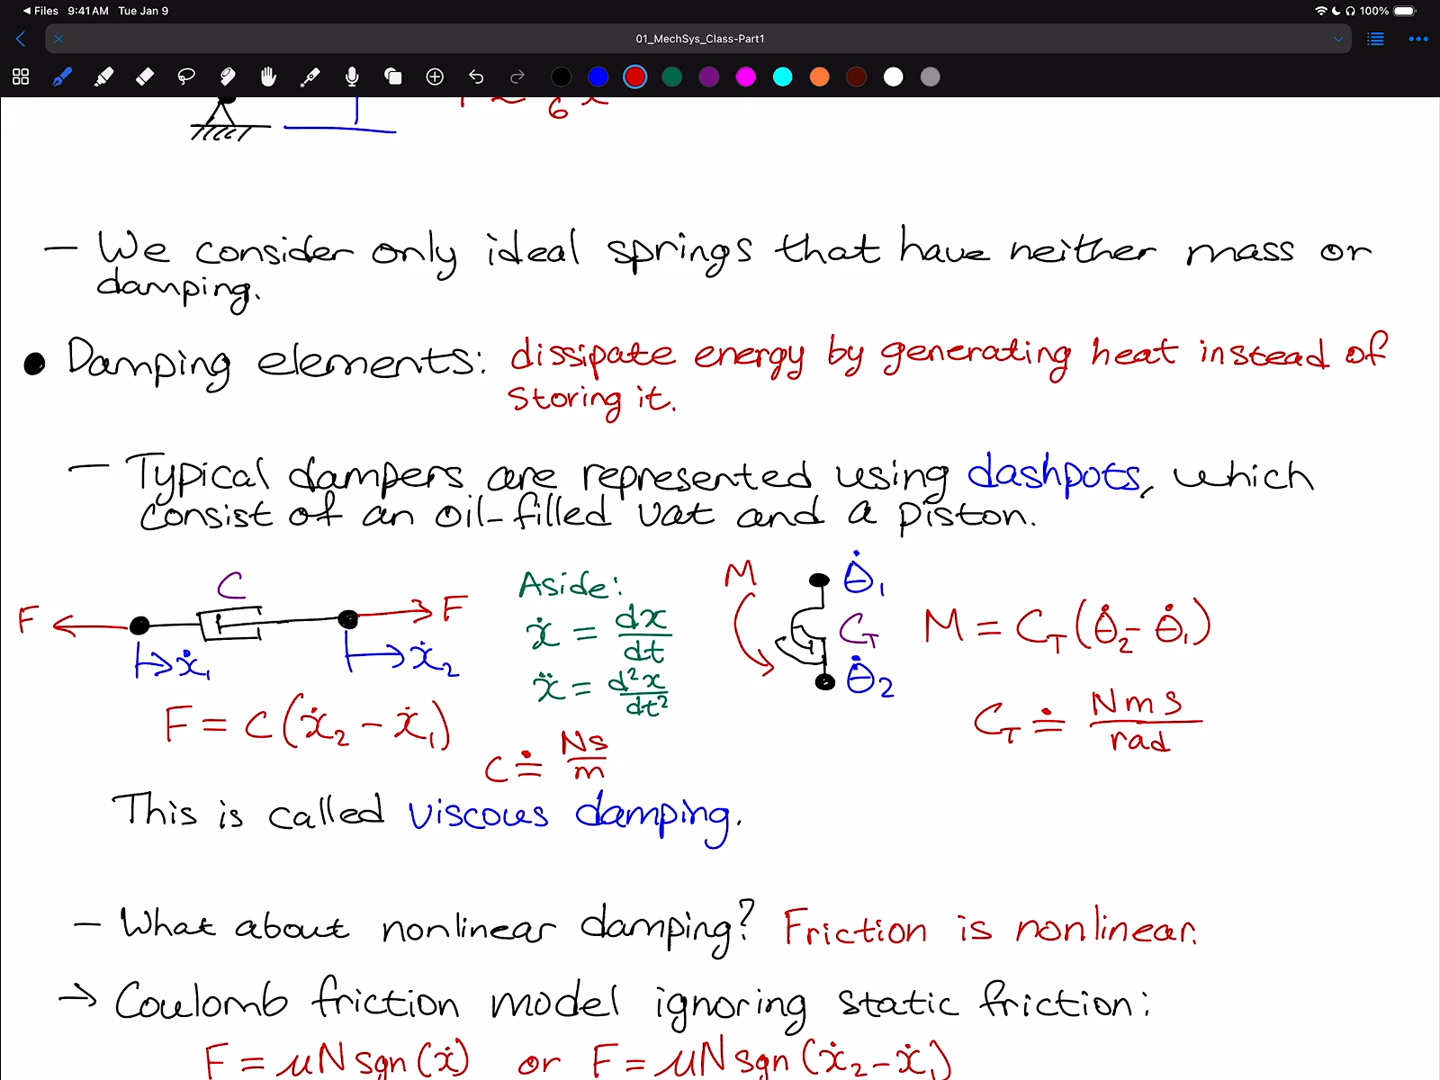 Files 9:41 AM Tue Jan 9 100%
01_MechSys_Class-Part1
6
- We consider only ideal springs that have neither mass or
damping.
• Damping elements: dissipate energy by generating heat instead of
storing it.
- Typical dampers are represented using dashpots, which
consist of an oil-filled vat and a piston.
F C F
ẋ₁ ẋ₂
F = C(ẋ₂ - ẋ₁)
Aside:
ẋ = dx/dt
ẍ = d²x/dt²
C ≐ Ns/m
M θ̇₁
C_T
θ̇₂
M = C_T(θ̇₂ - θ̇₁)
C_T ≐ Nms/rad
This is called viscous damping.
- What about nonlinear damping? Friction is nonlinear.
→ Coulomb friction model ignoring static friction:
F = μN sgn(ẋ) or F = μN sgn(ẋ₂ - ẋ₁)